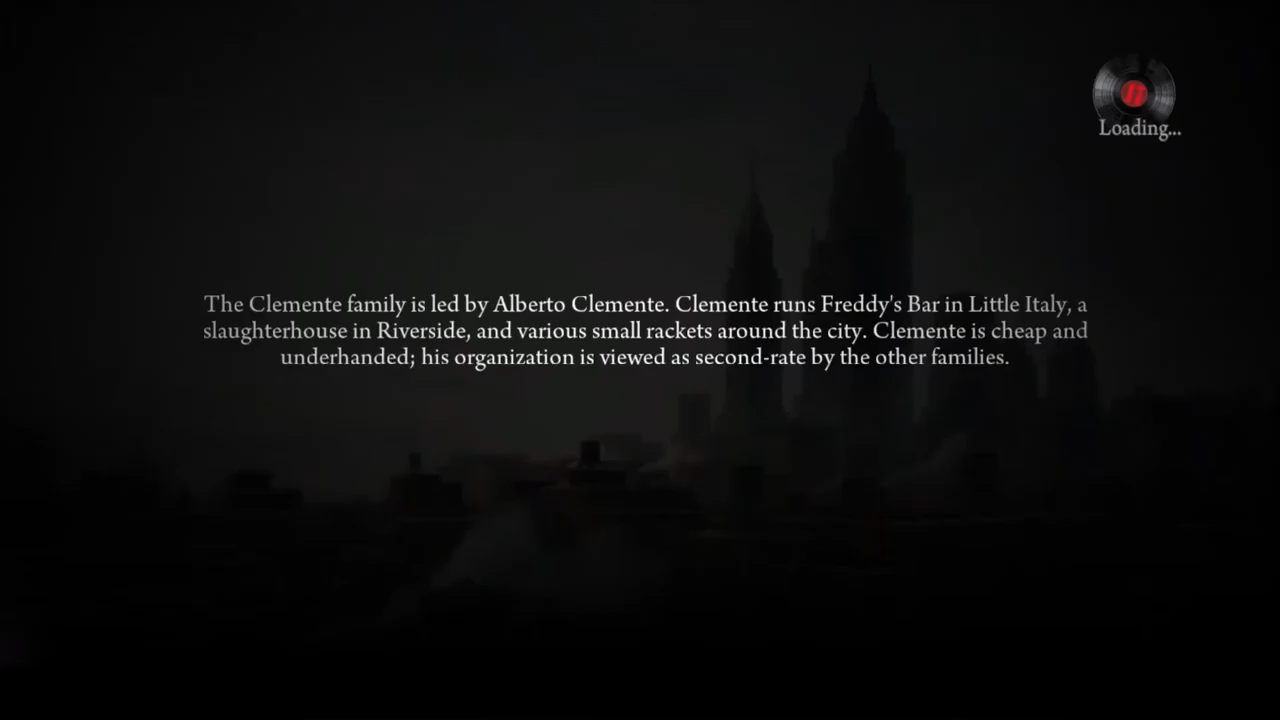 Loading...
The Clemente family is led by Alberto Clemente. Clemente runs Freddy's Bar in Little Italy, a
slaughterhouse in Riverside, and various small rackets around the city. Clemente is cheap and
underhanded; his organization is viewed as second-rate by the other families.